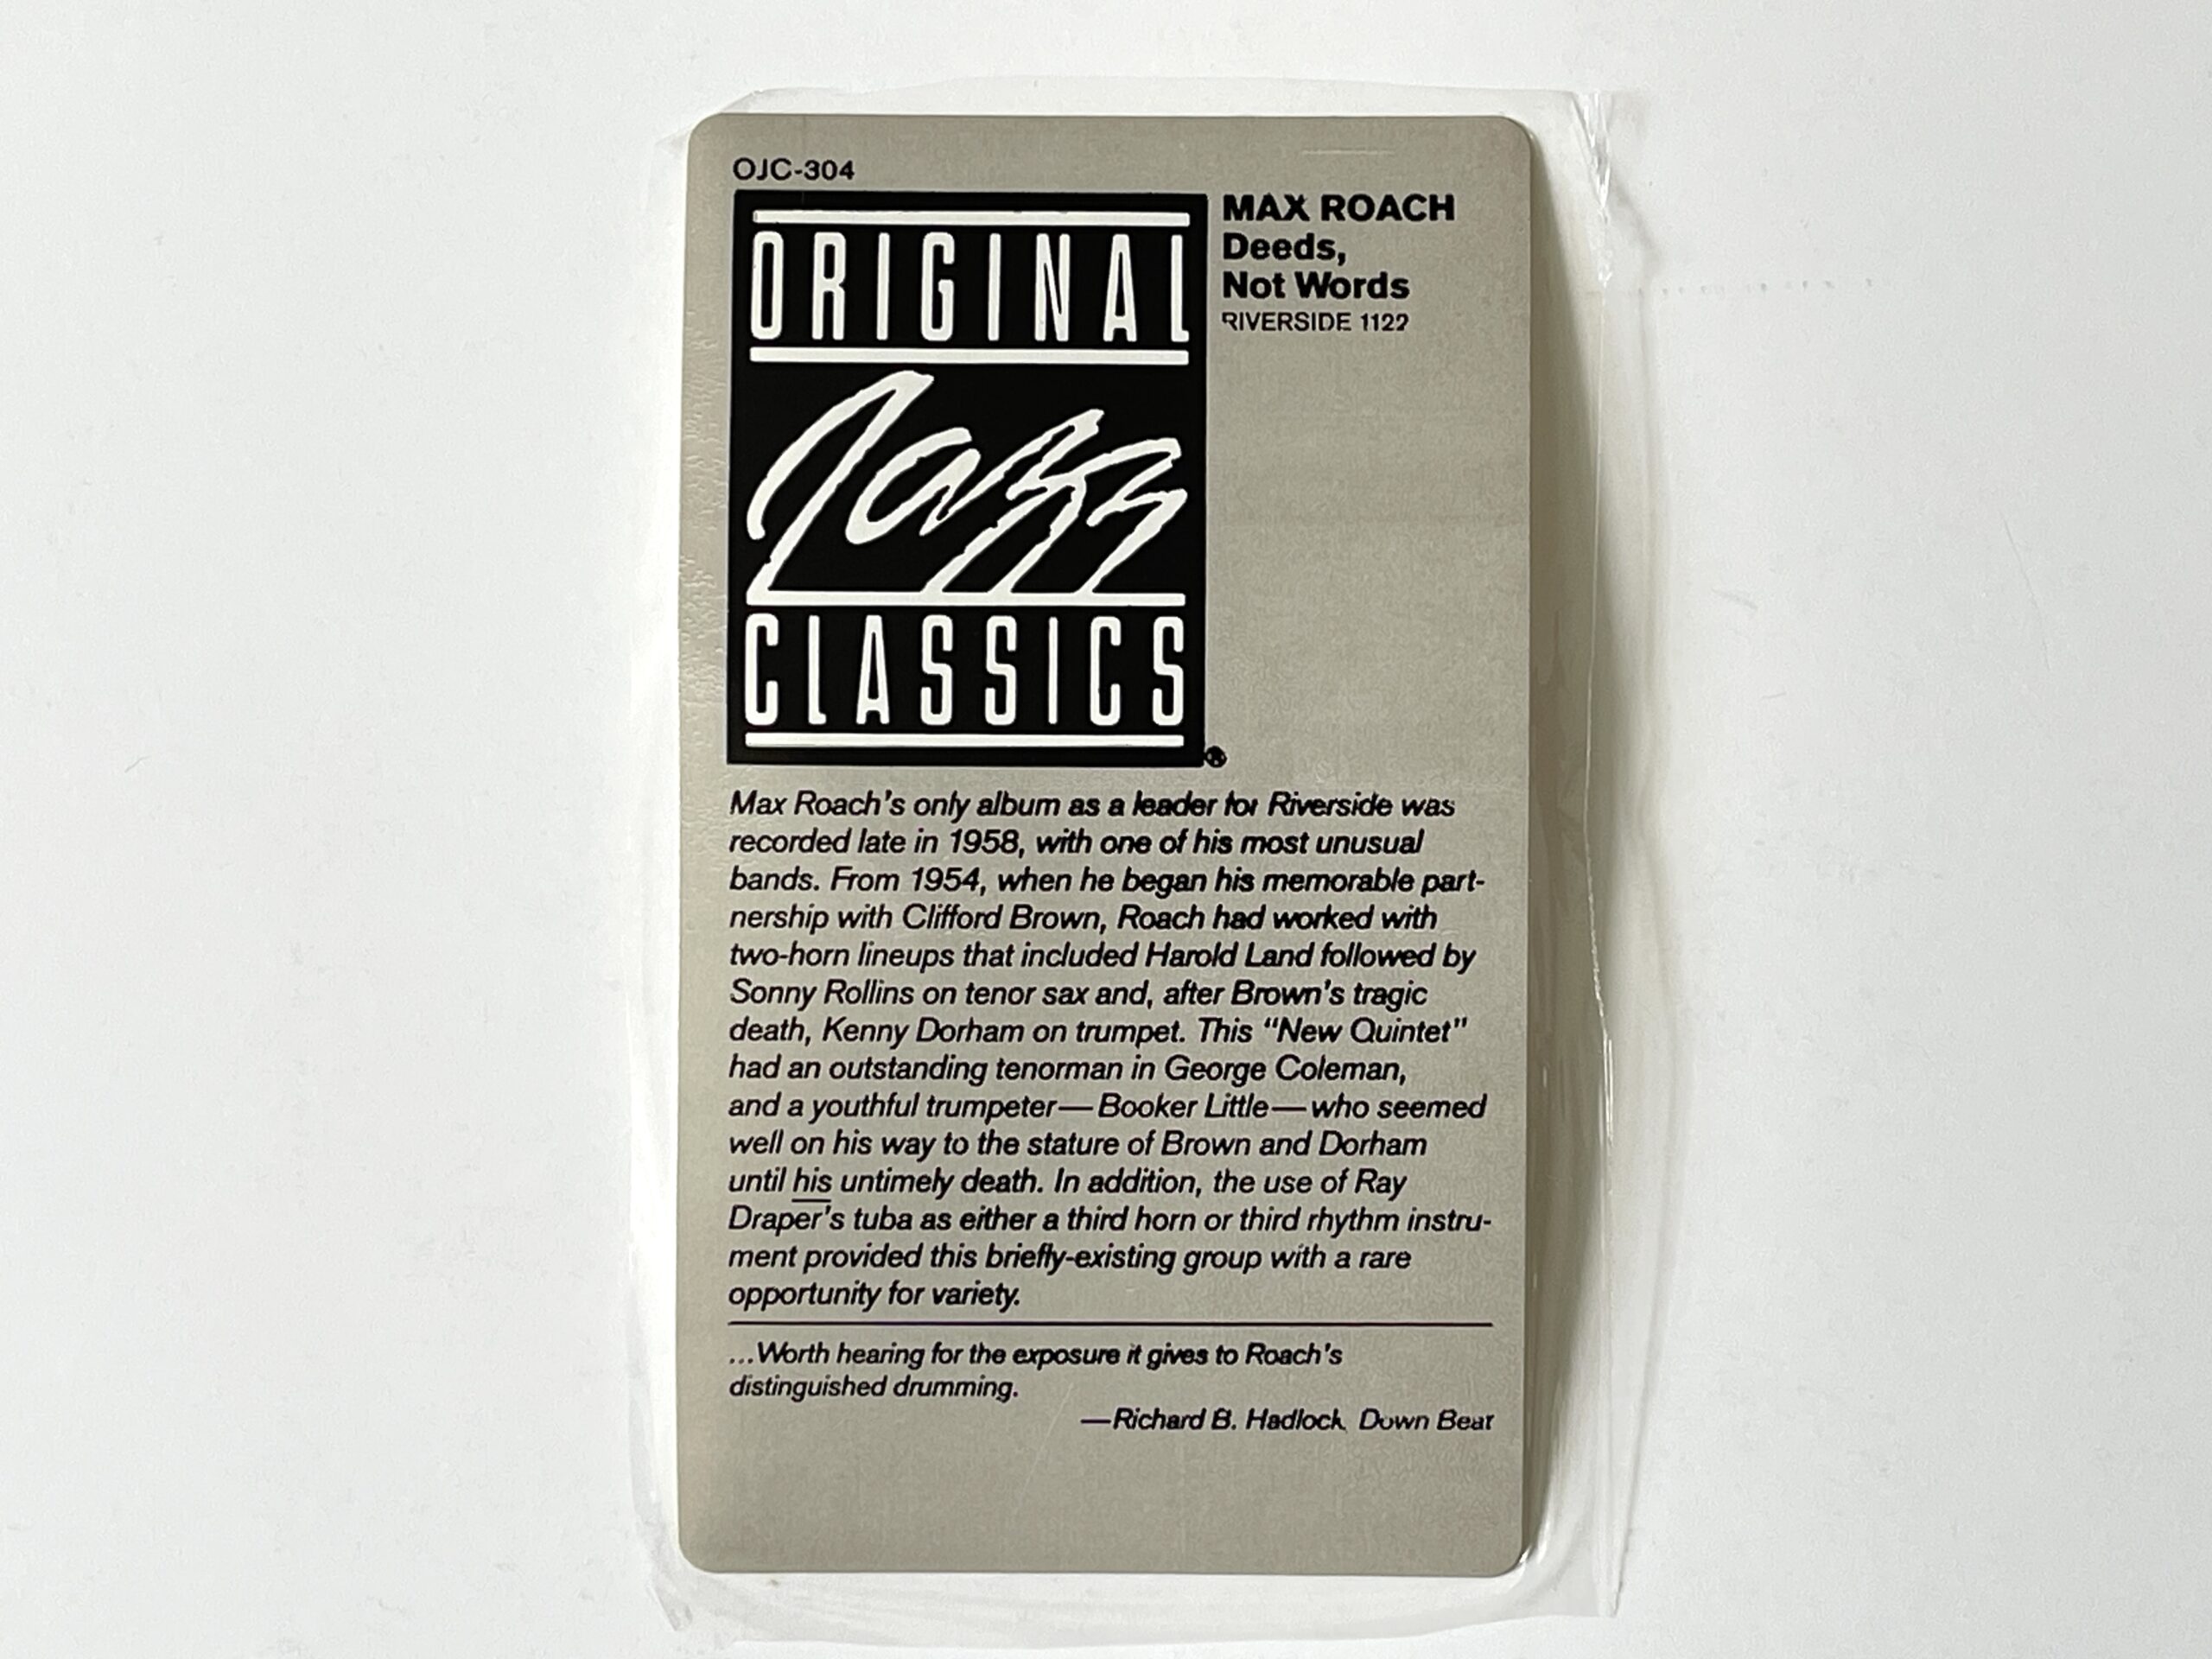 OJC-304
ORIGINAL
Jazz
CLASSICS
®
MAX ROACH
Deeds,
Not Words
RIVERSIDE 1122
Max Roach's only album as a leader for Riverside was
recorded late in 1958, with one of his most unusual
bands. From 1954, when he began his memorable part-
nership with Clifford Brown, Roach had worked with
two-horn lineups that included Harold Land followed by
Sonny Rollins on tenor sax and, after Brown's tragic
death, Kenny Dorham on trumpet. This “New Quintet”
had an outstanding tenorman in George Coleman,
and a youthful trumpeter—Booker Little—who seemed
well on his way to the stature of Brown and Dorham
until his untimely death. In addition, the use of Ray
Draper's tuba as either a third horn or third rhythm instru-
ment provided this briefly-existing group with a rare
opportunity for variety.
...Worth hearing for the exposure it gives to Roach's
distinguished drumming.
—Richard B. Hadlock, Down Beat